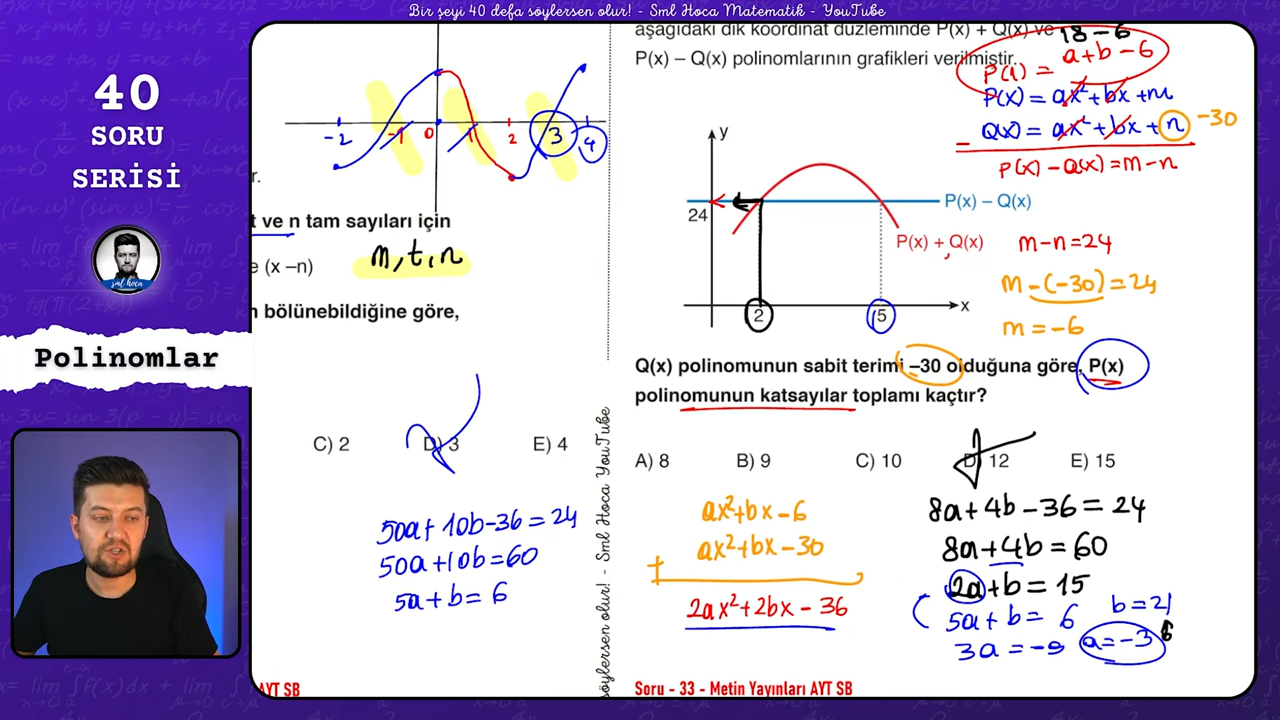 Bir şeyi 40 defa söylersen olur! - Sml Hoca Matematik - YouTube
40
SORU
SERİSİ
sml hoca
Polinomlar
-2
-1
0
1
2
3
4
r.
t ve n tam sayıları için
m, t, n
e (x –n)
n bölünebildiğine göre,
C) 2
D) 3
E) 4
50a + 10b - 36 = 24
50a + 10b = 60
5a + b = 6
AYT SB
söylersen olur! - Sml Hoca YouTube
aşağıdaki dik koordinat düzleminde P(x) + Q(x) ve
P(x) – Q(x) polinomlarının grafikleri verilmiştir.
18 - 6
P(1) = a+b-6
P(x) = ax²+bx+m
Q(x) = ax²+bx+n -30
-
P(x) - Q(x) = m - n
y
24
P(x) – Q(x)
P(x) + Q(x)
2
5
x
m - n = 24
m - (-30) = 24
m = -6
Q(x) polinomunun sabit terimi –30 olduğuna göre, P(x)
polinomunun katsayılar toplamı kaçtır?
A) 8
B) 9
C) 10
D) 12
E) 15
ax²+bx-6
ax²+bx-30
+
2ax²+2bx-36
8a+4b-36=24
8a+4b=60
2a+b=15
5a+b=6
3a=-9
b=21
a=-3
6
Soru - 33 - Metin Yayınları AYT SB